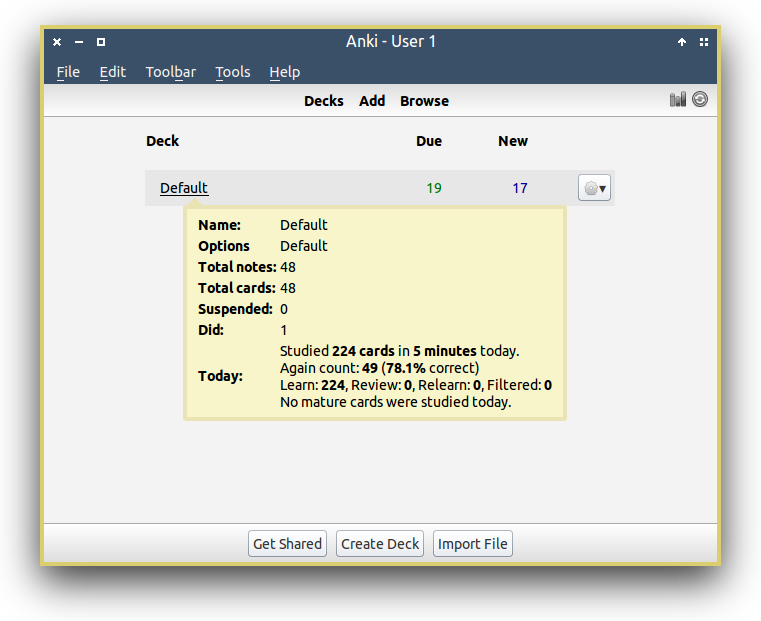 Anki - User 1
File Edit Toolbar Tools Help
Decks Add Browse
Deck Due New
Default 19 17
Name: Default
Options Default
Total notes: 48
Total cards: 48
Suspended: 0
Did: 1
Today: Studied 224 cards in 5 minutes today.
Again count: 49 (78.1% correct)
Learn: 224, Review: 0, Relearn: 0, Filtered: 0
No mature cards were studied today.
Get Shared Create Deck Import File